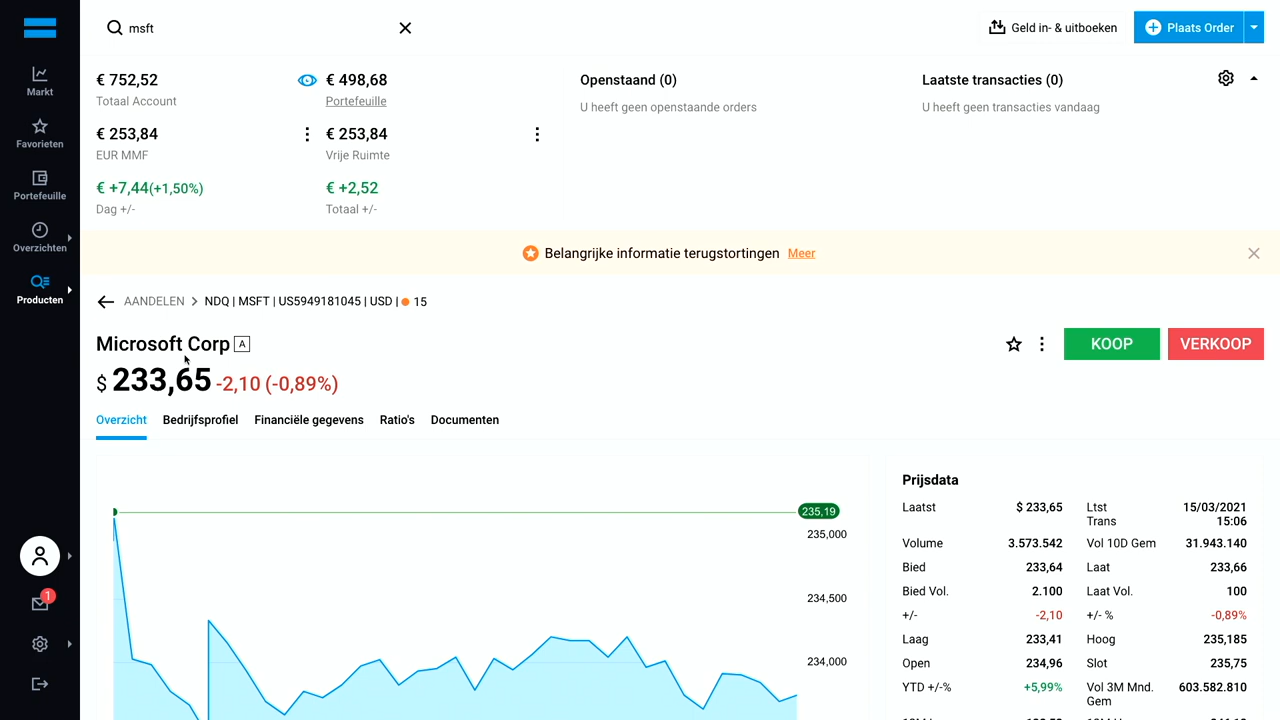 msft
Geld in- & uitboeken
Plaats Order
Markt
Favorieten
Portefeuille
Overzichten
Producten
1
€ 752,52
Totaal Account
€ 498,68
Portefeuille
€ 253,84
EUR MMF
€ 253,84
Vrije Ruimte
€ +7,44(+1,50%)
Dag +/-
€ +2,52
Totaal +/-
Openstaand (0)
U heeft geen openstaande orders
Laatste transacties (0)
U heeft geen transacties vandaag
Belangrijke informatie terugstortingen Meer
AANDELEN > NDQ | MSFT | US5949181045 | USD | 15
Microsoft Corp A
$ 233,65 -2,10 (-0,89%)
KOOP
VERKOOP
Overzicht Bedrijfsprofiel Financiële gegevens Ratio's Documenten
235,19
235,000
234,500
234,000
Prijsdata
Laatst $ 233,65 Ltst Trans 15/03/2021 15:06
Volume 3.573.542 Vol 10D Gem 31.943.140
Bied 233,64 Laat 233,66
Bied Vol. 2.100 Laat Vol. 100
+/- -2,10 +/- % -0,89%
Laag 233,41 Hoog 235,185
Open 234,96 Slot 235,75
YTD +/-% +5,99% Vol 3M Mnd. Gem 603.582.810